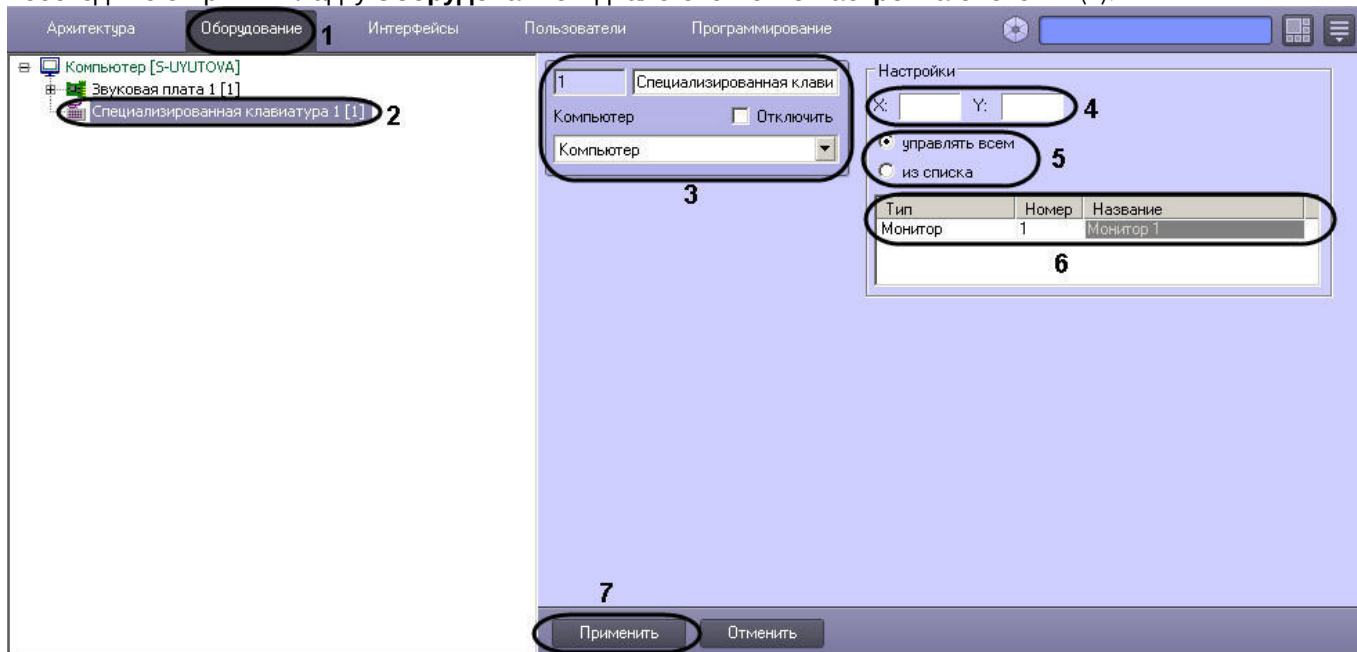 Архитектура Оборудование 1 Интерфейсы Пользователи Программирование
Компьютер [S-UYUTOVA]
Звуковая плата 1 [1]
Специализированная клавиатура 1 [1] 2
1 Специализированная клави
Компьютер Отключить
Компьютер
3
Настройки
X: Y: 4
управлять всем
из списка
5
Тип Номер Название
Монитор 1 Монитор 1
6
7
Применить Отменить